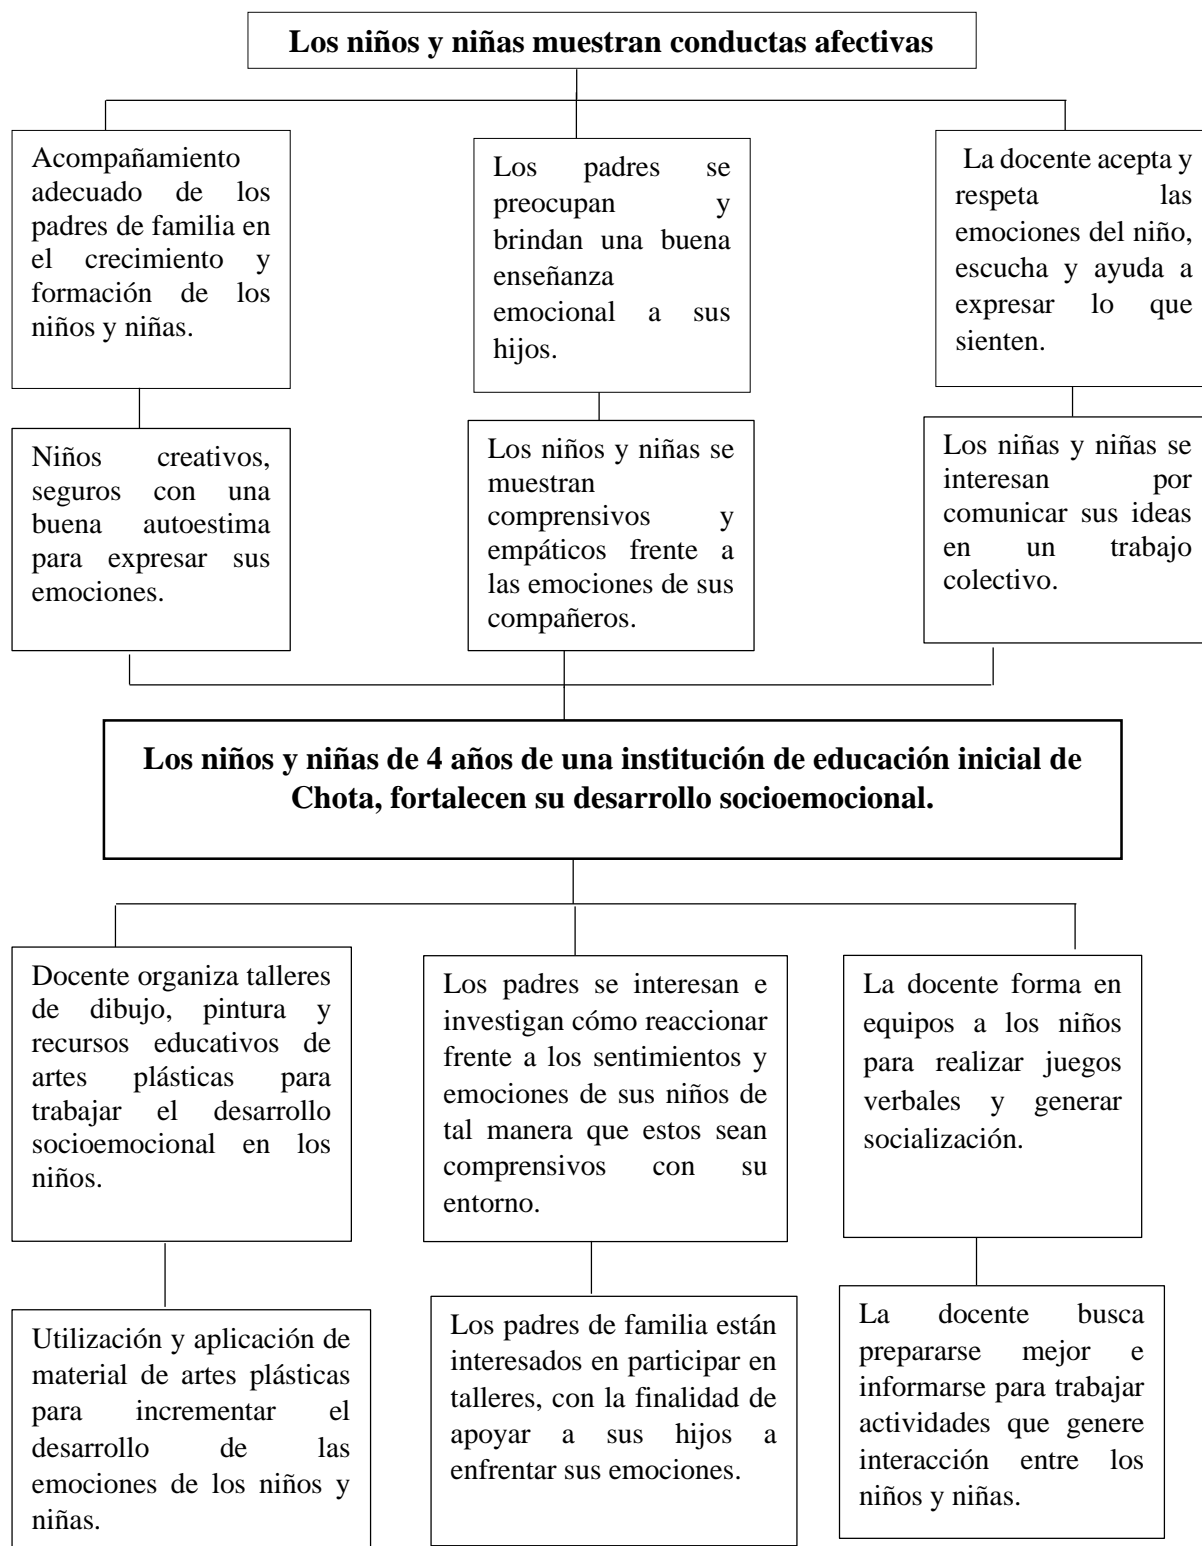 Los niños y niñas muestran conductas afectivas
Acompañamiento
adecuado de los
padres de familia en
el crecimiento y
formación de los
niños y niñas.
Los padres se
preocupan y
brindan una buena
enseñanza
emocional a sus
hijos.
La docente acepta y
respeta las
emociones del niño,
escucha y ayuda a
expresar lo que
sienten.
Niños creativos,
seguros con una
buena autoestima
para expresar sus
emociones.
Los niños y niñas se
muestran
comprensivos y
empáticos frente a
las emociones de sus
compañeros.
Los niñas y niñas se
interesan por
comunicar sus ideas
en un trabajo
colectivo.
Los niños y niñas de 4 años de una institución de educación inicial de
Chota, fortalecen su desarrollo socioemocional.
Docente organiza talleres
de dibujo, pintura y
recursos educativos de
artes plásticas para
trabajar el desarrollo
socioemocional en los
niños.
Los padres se interesan e
investigan cómo reaccionar
frente a los sentimientos y
emociones de sus niños de
tal manera que estos sean
comprensivos con su
entorno.
La docente forma en
equipos a los niños
para realizar juegos
verbales y generar
socialización.
Utilización y aplicación de
material de artes plásticas
para incrementar el
desarrollo de las
emociones de los niños y
niñas.
Los padres de familia están
interesados en participar en
talleres, con la finalidad de
apoyar a sus hijos a
enfrentar sus emociones.
La docente busca
prepararse mejor e
informarse para trabajar
actividades que genere
interacción entre los
niños y niñas.